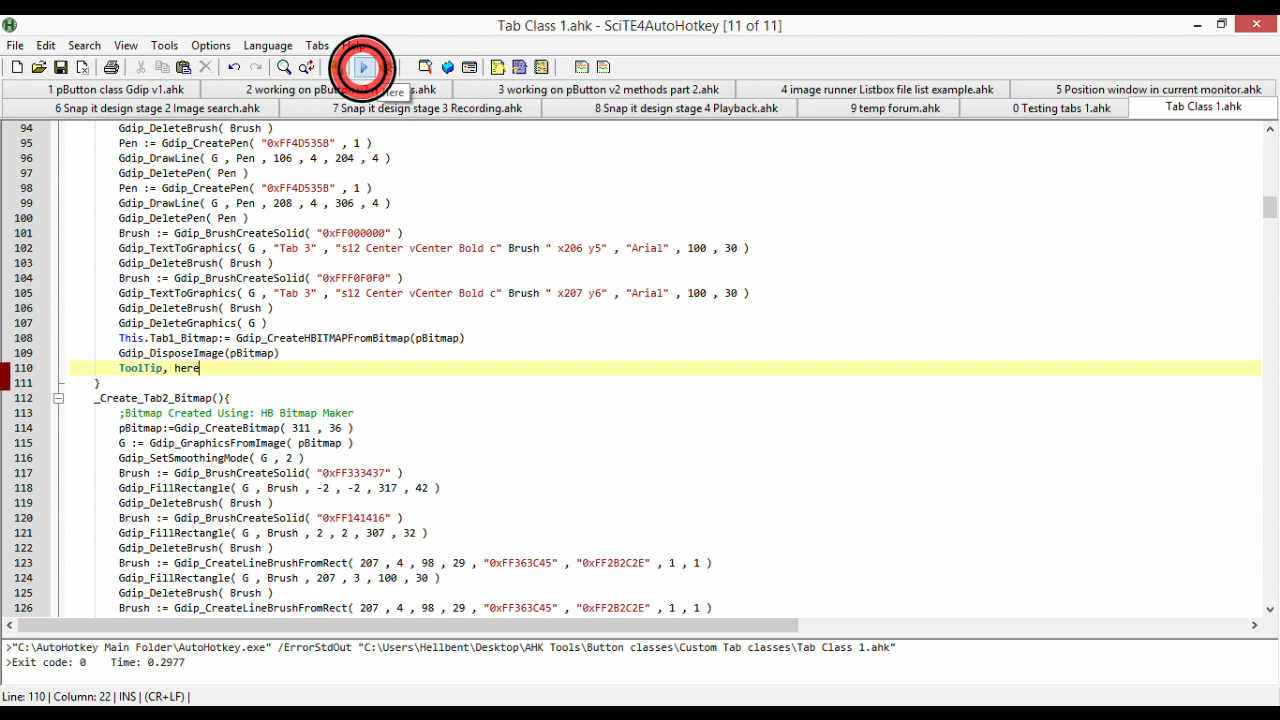 Tab Class 1.ahk - SciTE4AutoHotkey [11 of 11]
File Edit Search View Tools Options Language Tabs
1 pButton class Gdip v1.ahk 3 working on pButton v2 methods part 2.ahk 4 image runner Listbox file list example.ahk 5 Position window in current monitor.ahk
here
6 Snap it design stage 2 Image search.ahk 7 Snap it design stage 3 Recording.ahk 8 Snap it design stage 4 Playback.ahk 9 temp forum.ahk 0 Testing tabs 1.ahk Tab Class 1.ahk
94 Gdip_DeleteBrush( Brush )
95 Pen := Gdip_CreatePen( "0xFF4D535B" , 1 )
96 Gdip_DrawLine( G , Pen , 106 , 4 , 204 , 4 )
97 Gdip_DeletePen( Pen )
98 Pen := Gdip_CreatePen( "0xFF4D535B" , 1 )
99 Gdip_DrawLine( G , Pen , 208 , 4 , 306 , 4 )
100 Gdip_DeletePen( Pen )
101 Brush := Gdip_BrushCreateSolid( "0xFF000000" )
102 Gdip_TextToGraphics( G , "Tab 3" , "s12 Center vCenter Bold c" Brush " x206 y5" , "Arial" , 100 , 30 )
103 Gdip_DeleteBrush( Brush )
104 Brush := Gdip_BrushCreateSolid( "0xFFF0F0F0" )
105 Gdip_TextToGraphics( G , "Tab 3" , "s12 Center vCenter Bold c" Brush " x207 y6" , "Arial" , 100 , 30 )
106 Gdip_DeleteBrush( Brush )
107 Gdip_DeleteGraphics( G )
108 This.Tab1_Bitmap:= Gdip_CreateHBITMAPFromBitmap(pBitmap)
109 Gdip_DisposeImage(pBitmap)
110 ToolTip, here
111 }
112 _Create_Tab2_Bitmap(){
113 ;Bitmap Created Using: HB Bitmap Maker
114 pBitmap:=Gdip_CreateBitmap( 311 , 36 )
115 G := Gdip_GraphicsFromImage( pBitmap )
116 Gdip_SetSmoothingMode( G , 2 )
117 Brush := Gdip_BrushCreateSolid( "0xFF333437" )
118 Gdip_FillRectangle( G , Brush , -2 , -2 , 317 , 42 )
119 Gdip_DeleteBrush( Brush )
120 Brush := Gdip_BrushCreateSolid( "0xFF141416" )
121 Gdip_FillRectangle( G , Brush , 2 , 2 , 307 , 32 )
122 Gdip_DeleteBrush( Brush )
123 Brush := Gdip_CreateLineBrushFromRect( 207 , 4 , 98 , 29 , "0xFF363C45" , "0xFF2B2C2E" , 1 , 1 )
124 Gdip_FillRectangle( G , Brush , 207 , 3 , 100 , 30 )
125 Gdip_DeleteBrush( Brush )
126 Brush := Gdip_CreateLineBrushFromRect( 207 , 4 , 98 , 29 , "0xFF363C45" , "0xFF2B2C2E" , 1 , 1 )
>"C:\AutoHotkey Main Folder\AutoHotkey.exe" /ErrorStdOut "C:\Users\Hellbent\Desktop\AHK Tools\Button classes\Custom Tab classes\Tab Class 1.ahk"
>Exit code: 0 Time: 0.2977
Line: 110 | Column: 22 | INS | (CR+LF) |